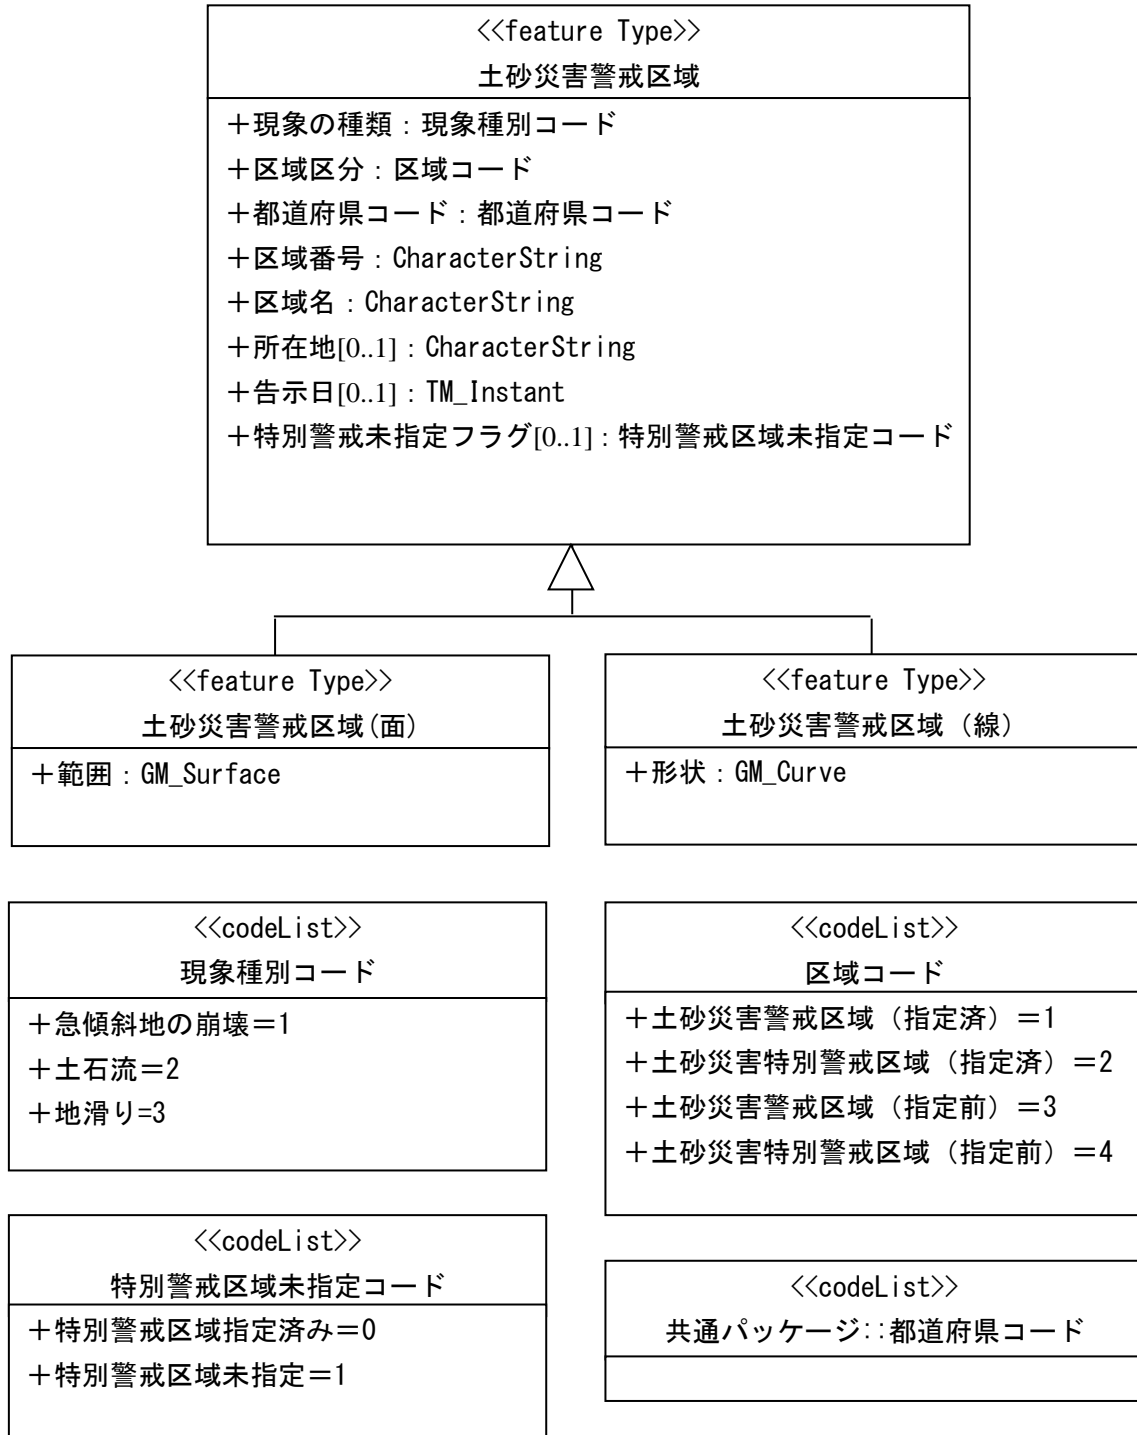 <<feature Type>>
土砂災害警戒区域
＋現象の種類：現象種別コード
＋区域区分：区域コード
＋都道府県コード：都道府県コード
＋区域番号：CharacterString
＋区域名：CharacterString
＋所在地[0..1]：CharacterString
＋告示日[0..1]：TM_Instant
＋特別警戒未指定フラグ[0..1]：特別警戒区域未指定コード
<<feature Type>>
土砂災害警戒区域(面)
＋範囲：GM_Surface
<<feature Type>>
土砂災害警戒区域（線）
＋形状：GM_Curve
<<codeList>>
現象種別コード
＋急傾斜地の崩壊＝1
＋土石流＝2
＋地滑り=3
<<codeList>>
区域コード
＋土砂災害警戒区域（指定済）＝1
＋土砂災害特別警戒区域（指定済）＝2
＋土砂災害警戒区域（指定前）＝3
＋土砂災害特別警戒区域（指定前）＝4
<<codeList>>
特別警戒区域未指定コード
＋特別警戒区域指定済み＝0
＋特別警戒区域未指定＝1
<<codeList>>
共通パッケージ::都道府県コード